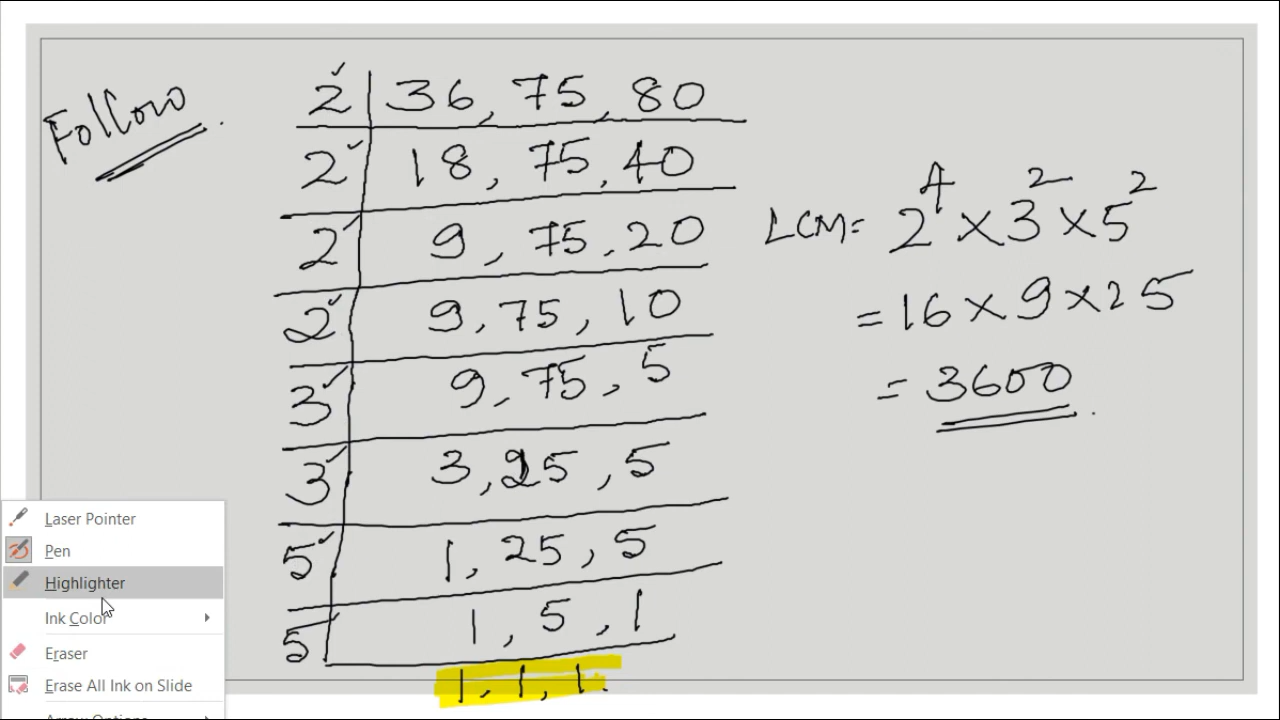 Follow.
2 | 36, 75, 80
2 | 18, 75, 40
2 | 9, 75, 20
2 | 9, 75, 10
3 | 9, 75, 5
3 | 3, 25, 5
5 | 1, 25, 5
5 | 1, 5, 1
1, 1, 1.
LCM = 2⁴ × 3² × 5²
= 16 × 9 × 25
= 3600.
Laser Pointer
Pen
Highlighter
Ink Color
Eraser
Erase All Ink on Slide
Arrow Options